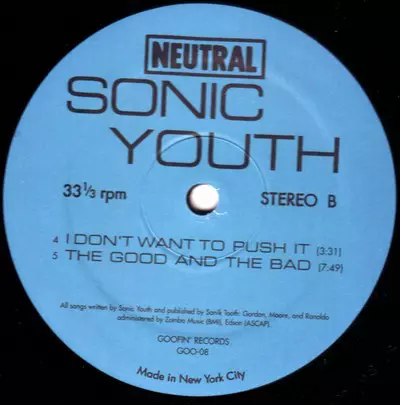 NEUTRAL
SONIC
YOUTH
33 1/3 rpm STEREO B
4 I DON'T WANT TO PUSH IT (3:31)
5 THE GOOD AND THE BAD (7:49)
All songs written by Sonic Youth and published by Sonik Tooth: Gordon, Moore, and Ranaldo
administered by Zomba Music (BMI), Edson (ASCAP).
GOOFIN' RECORDS
GOO-08
Made in New York City